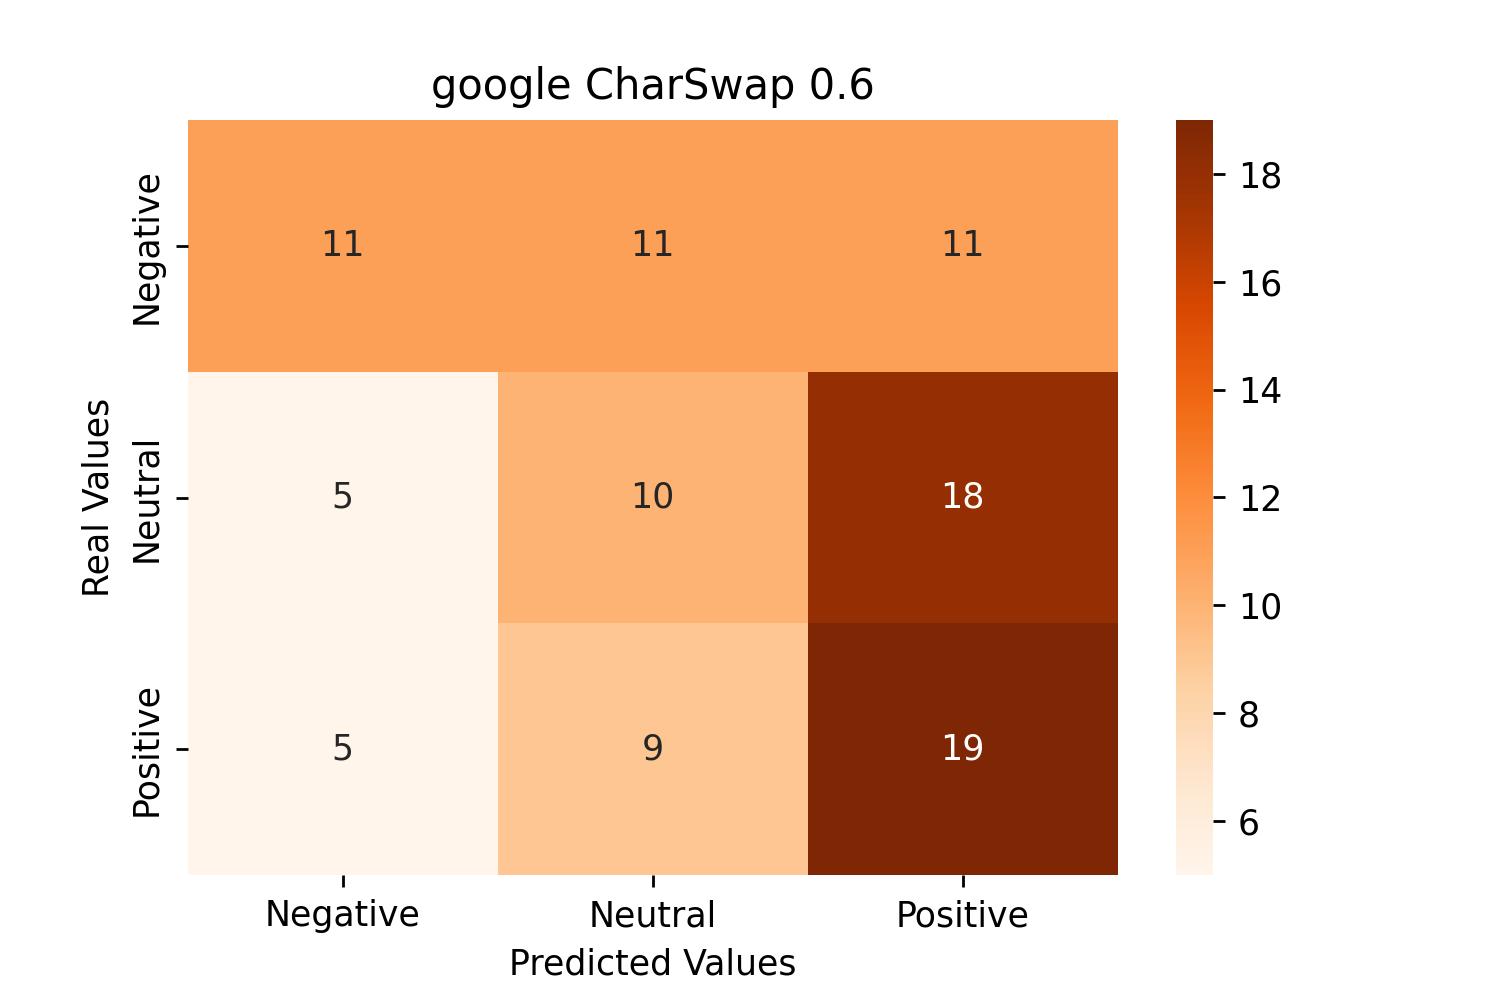 google CharSwap 0.6
Real Values
Negative
11 11 11
Neutral
5 10 18
Positive
5 9 19
Negative Neutral Positive
Predicted Values
18
16
14
12
10
8
6